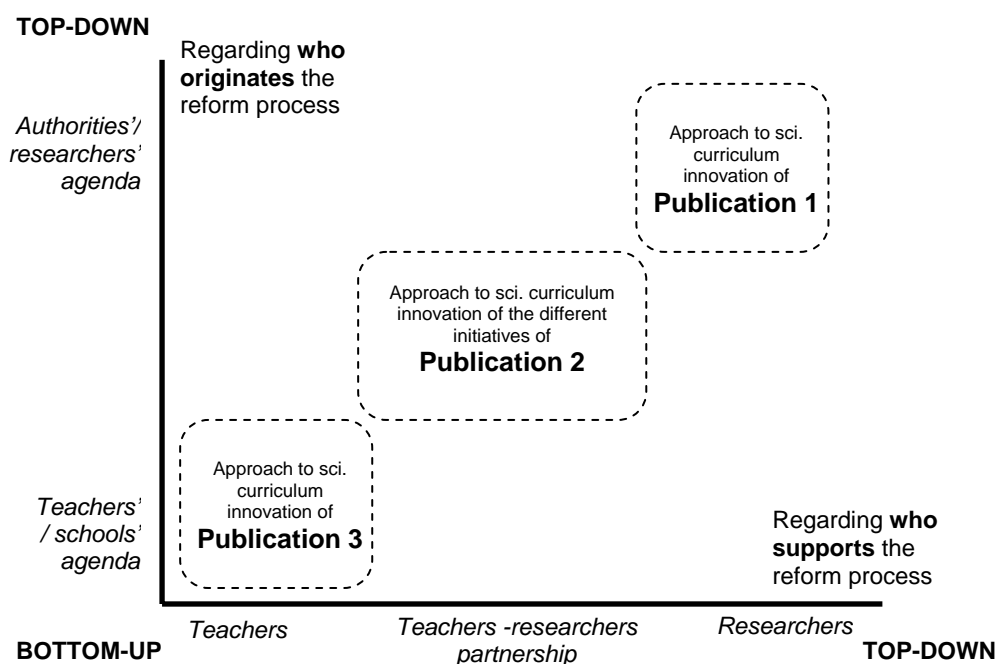 TOP-DOWN
Regarding who
originates the
reform process
Authorities'/
researchers'
agenda
Approach to sci.
curriculum
innovation of
Publication 1
Approach to sci. curriculum
innovation of the different
initiatives of
Publication 2
Approach to sci.
curriculum
innovation of
Publication 3
Teachers'
/ schools'
agenda
Regarding who
supports the
reform process
Teachers
Teachers -researchers
partnership
Researchers
BOTTOM-UP
TOP-DOWN